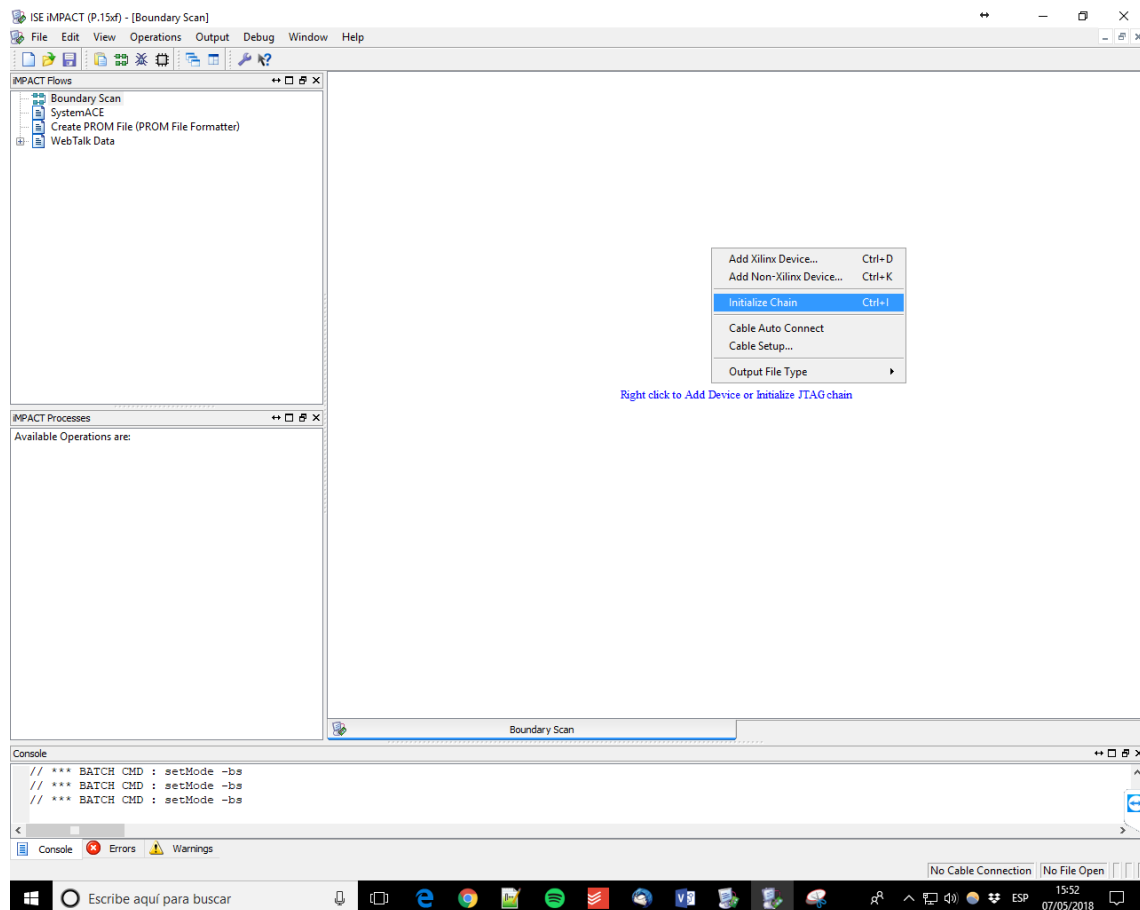 ISE iMPACT (P.15xf) - [Boundary Scan]
File Edit View Operations Output Debug Window Help
iMPACT Flows
Boundary Scan
SystemACE
Create PROM File (PROM File Formatter)
WebTalk Data
Add Xilinx Device... Ctrl+D
Add Non-Xilinx Device... Ctrl+K
Initialize Chain Ctrl+I
Cable Auto Connect
Cable Setup...
Output File Type
Right click to Add Device or Initialize JTAG chain
iMPACT Processes
Available Operations are:
Boundary Scan
Console
// *** BATCH CMD : setMode -bs
// *** BATCH CMD : setMode -bs
// *** BATCH CMD : setMode -bs
Console Errors Warnings
No Cable Connection No File Open
Escribe aquí para buscar
ESP
15:52
07/05/2018